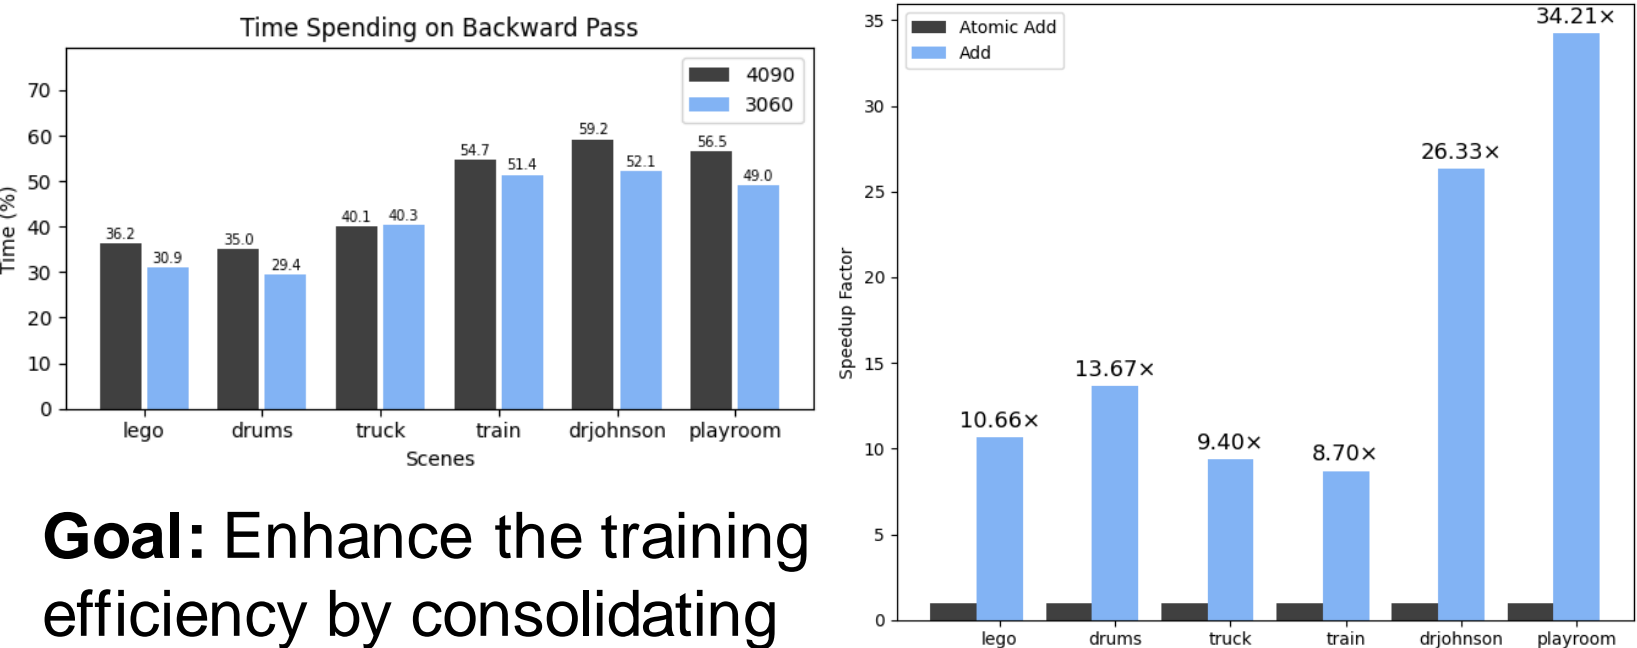 Time Spending on Backward Pass
4090
3060
Time (%)
70
60
50
40
30
20
10
0
36.2
30.9
35.0
29.4
40.1
40.3
54.7
51.4
59.2
52.1
56.5
49.0
lego
drums
truck
train
drjohnson
playroom
Scenes
Goal: Enhance the training
efficiency by consolidating
Atomic Add
Add
Speedup Factor
35
30
25
20
15
10
5
0
10.66×
13.67×
9.40×
8.70×
26.33×
34.21×
lego
drums
truck
train
drjohnson
playroom